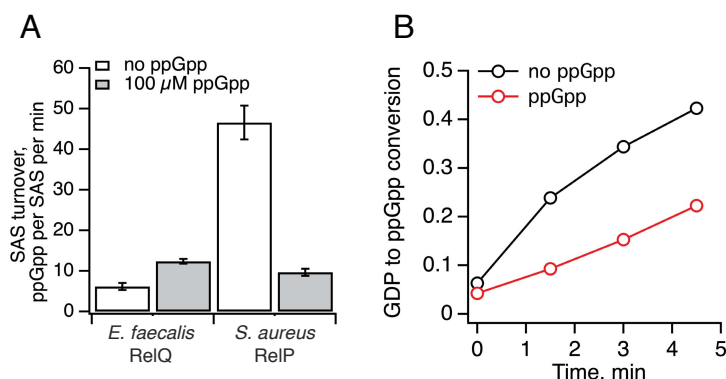 A
no ppGpp
100 µM ppGpp
SAS turnover,
ppGpp per SAS per min
60
50
40
30
20
10
0
E. faecalis
RelQ
S. aureus
RelP
B
no ppGpp
ppGpp
GDP to ppGpp conversion
0.5
0.4
0.3
0.2
0.1
0
0 1 2 3 4 5
Time, min